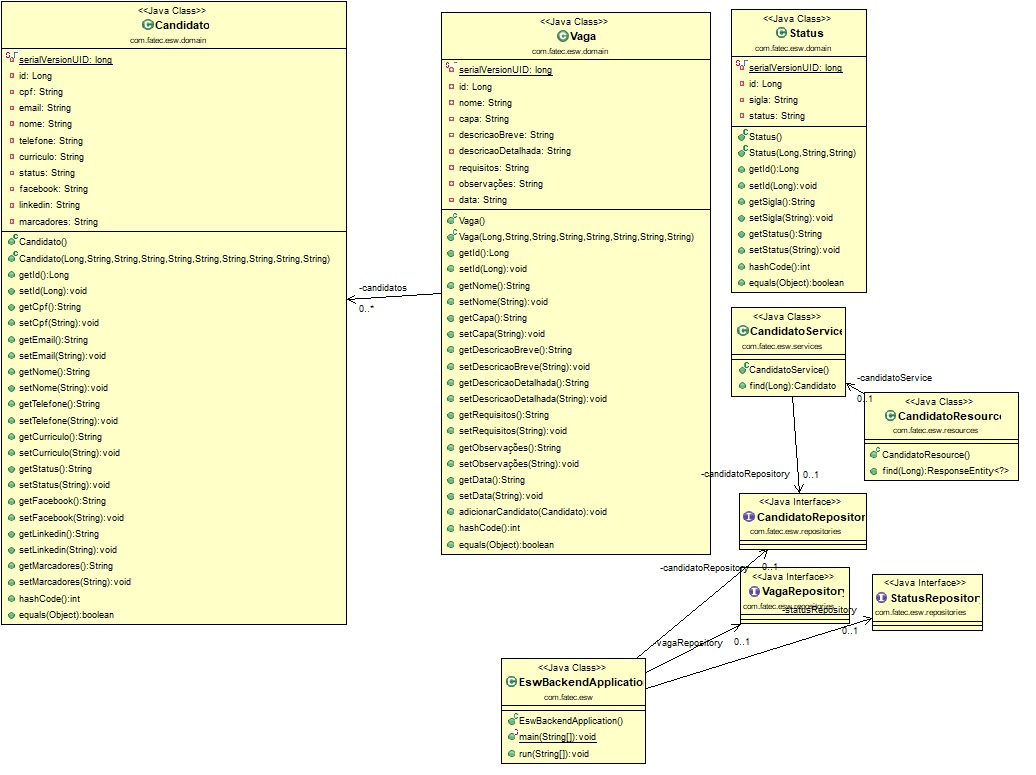 <<Java Class>>
Candidato
com.fatec.esw.domain
serialVersionUID: long
id: Long
cpf: String
email: String
nome: String
telefone: String
curriculo: String
status: String
facebook: String
linkedin: String
marcadores: String
Candidato()
Candidato(Long,String,String,String,String,String,String,String,String,String)
getId():Long
setId(Long):void
getCpf():String
setCpf(String):void
getEmail():String
setEmail(String):void
getNome():String
setNome(String):void
getTelefone():String
setTelefone(String):void
getCurriculo():String
setCurriculo(String):void
getStatus():String
setStatus(String):void
getFacebook():String
setFacebook(String):void
getLinkedin():String
setLinkedin(String):void
getMarcadores():String
setMarcadores(String):void
hashCode():int
equals(Object):boolean
-candidatos
0..*
<<Java Class>>
Vaga
com.fatec.esw.domain
serialVersionUID: long
id: Long
nome: String
capa: String
descricaoBreve: String
descricaoDetalhada: String
requisitos: String
observações: String
data: String
Vaga()
Vaga(Long,String,String,String,String,String,String,String)
getId():Long
setId(Long):void
getNome():String
setNome(String):void
getCapa():String
setCapa(String):void
getDescricaoBreve():String
setDescricaoBreve(String):void
getDescricaoDetalhada():String
setDescricaoDetalhada(String):void
getRequisitos():String
setRequisitos(String):void
getObservações():String
setObservações(String):void
getData():String
setData(String):void
adicionarCandidato(Candidato):void
hashCode():int
equals(Object):boolean
<<Java Class>>
Status
com.fatec.esw.domain
serialVersionUID: long
id: Long
sigla: String
status: String
Status()
Status(Long,String,String)
getId():Long
setId(Long):void
getSigla():String
setSigla(String):void
getStatus():String
setStatus(String):void
hashCode():int
equals(Object):boolean
<<Java Class>>
CandidatoService
com.fatec.esw.services
CandidatoService()
find(Long):Candidato
-candidatoService
0..1
<<Java Class>>
CandidatoResource
com.fatec.esw.resources
CandidatoResource()
find(Long):ResponseEntity<?>
-candidatoRepository
0..1
<<Java Interface>>
CandidatoRepositor
com.fatec.esw.repositories
-candidatoRepository
0..1
<<Java Interface>>
VagaRepository
com.fatec.esw.repositories
-statusRepository
0..1
<<Java Interface>>
StatusRepositor
com.fatec.esw.repositories
-vagaRepository
0..1
<<Java Class>>
EswBackendApplicatio
com.fatec.esw
EswBackendApplication()
main(String[]):void
run(String[]):void